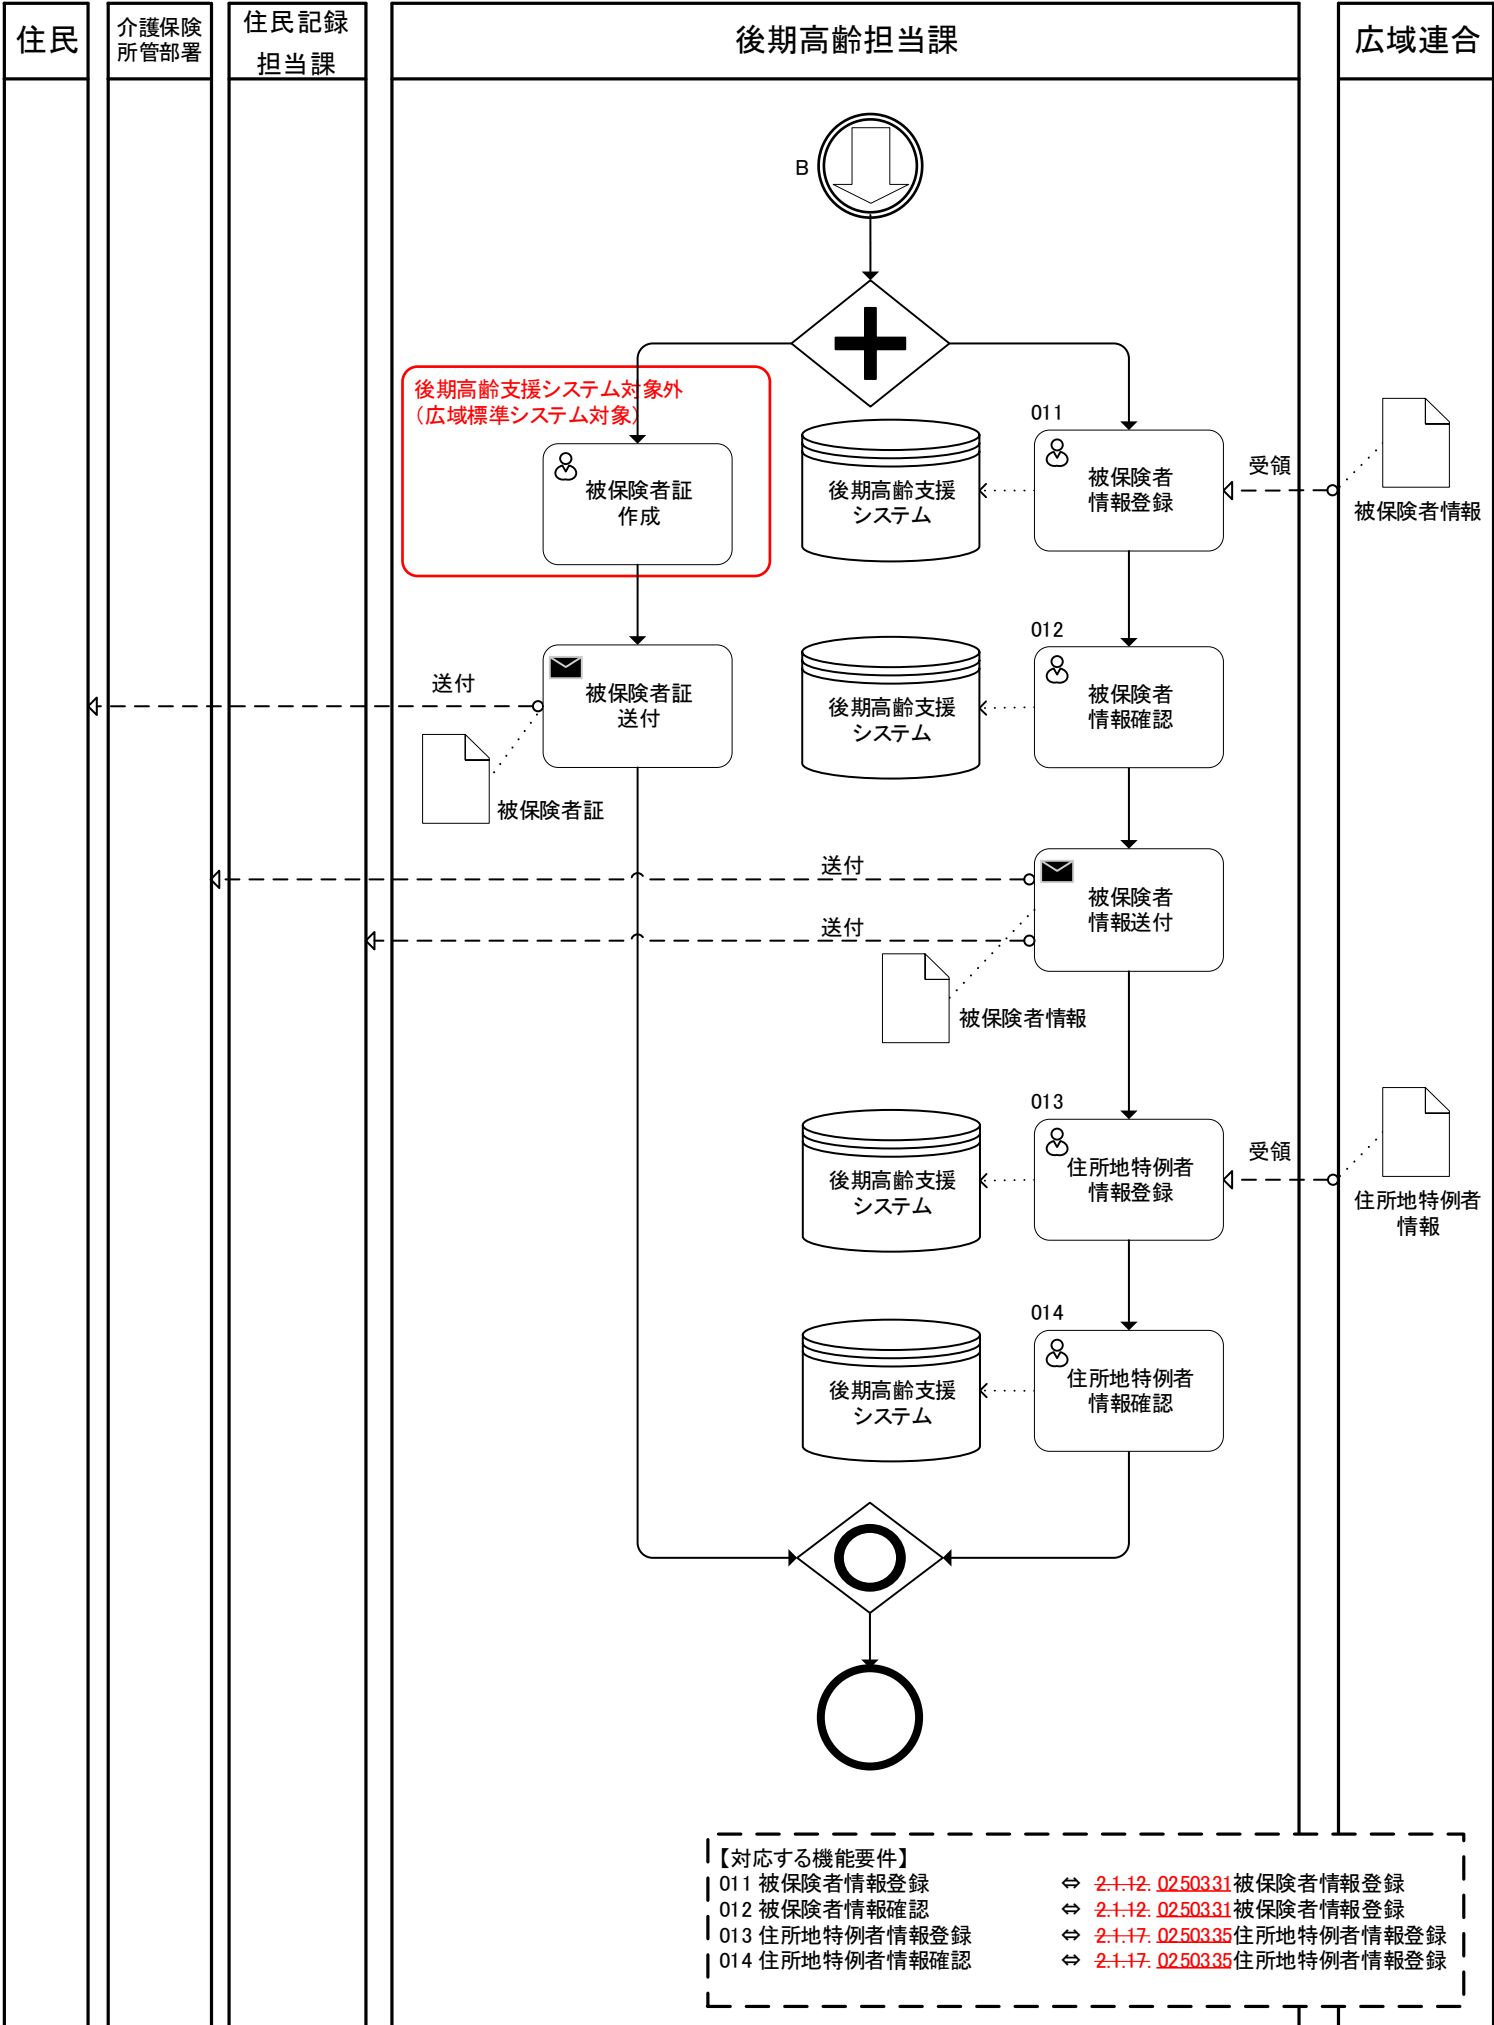 住民
介護保険
所管部署
住民記録
担当課
後期高齢担当課
広域連合
B
後期高齢支援システム対象外
（広域標準システム対象）
被保険者証
作成
後期高齢支援
システム
011
被保険者
情報登録
受領
被保険者情報
012
後期高齢支援
システム
被保険者
情報確認
送付
被保険者証
送付
被保険者証
送付
送付
被保険者
情報送付
被保険者情報
013
後期高齢支援
システム
住所地特例者
情報登録
受領
住所地特例者
情報
014
後期高齢支援
システム
住所地特例者
情報確認
【対応する機能要件】
011 被保険者情報登録 ⇔ 2.1.12. 0250331被保険者情報登録
012 被保険者情報確認 ⇔ 2.1.12. 0250331被保険者情報登録
013 住所地特例者情報登録 ⇔ 2.1.17. 0250335住所地特例者情報登録
014 住所地特例者情報確認 ⇔ 2.1.17. 0250335住所地特例者情報登録